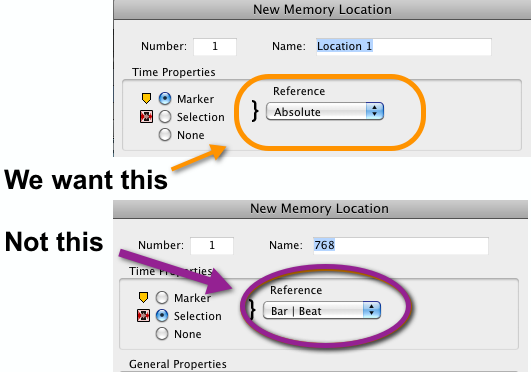 New Memory Location
Number: 1 Name: Location 1
Time Properties
Reference
Marker
} Absolute
Selection
None
We want this
New Memory Location
Not this
Number: 1 Name: 768
Time Properties
Reference
Marker
} Bar | Beat
Selection
None
General Properties